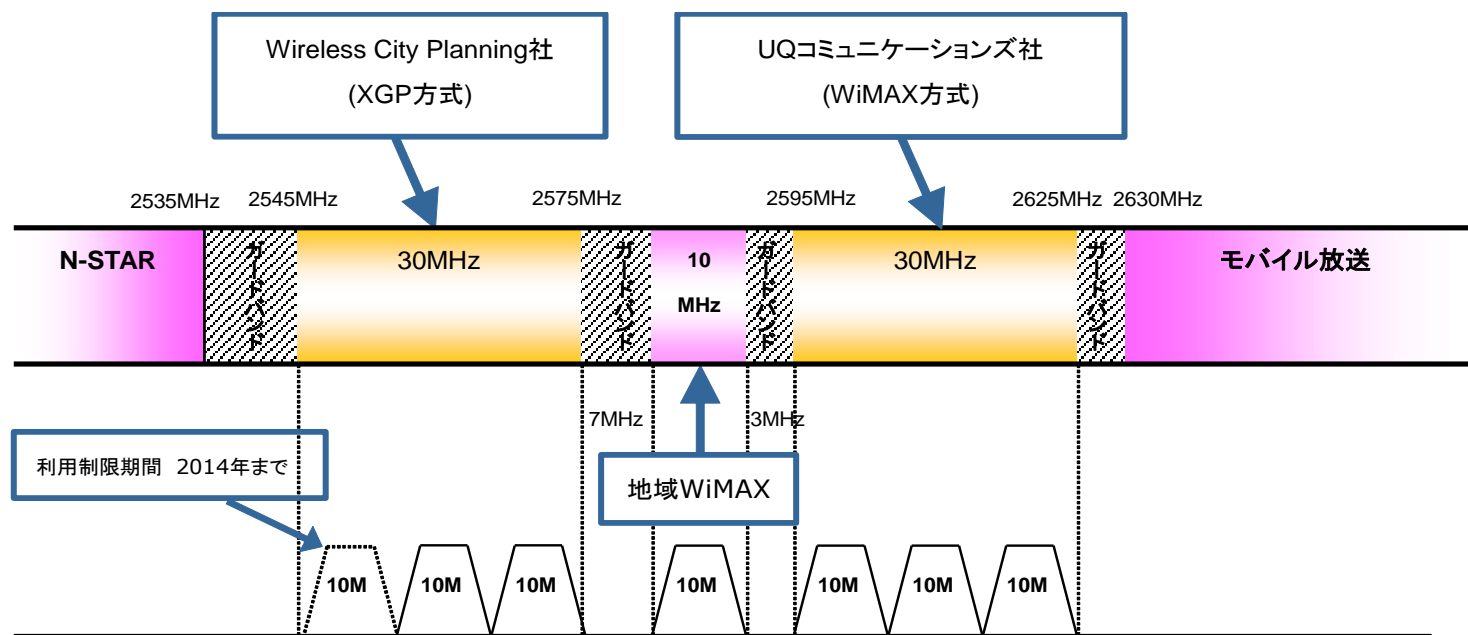 Wireless City Planning社
(XGP方式)
UQコミュニケーションズ社
(WiMAX方式)
2535MHz
2545MHz
2575MHz
2595MHz
2625MHz
2630MHz
N-STAR
ガードバンド
30MHz
ガードバンド
10
MHz
ガードバンド
30MHz
ガードバンド
モバイル放送
7MHz
3MHz
利用制限期間 2014年まで
地域WiMAX
10M
10M
10M
10M
10M
10M
10M